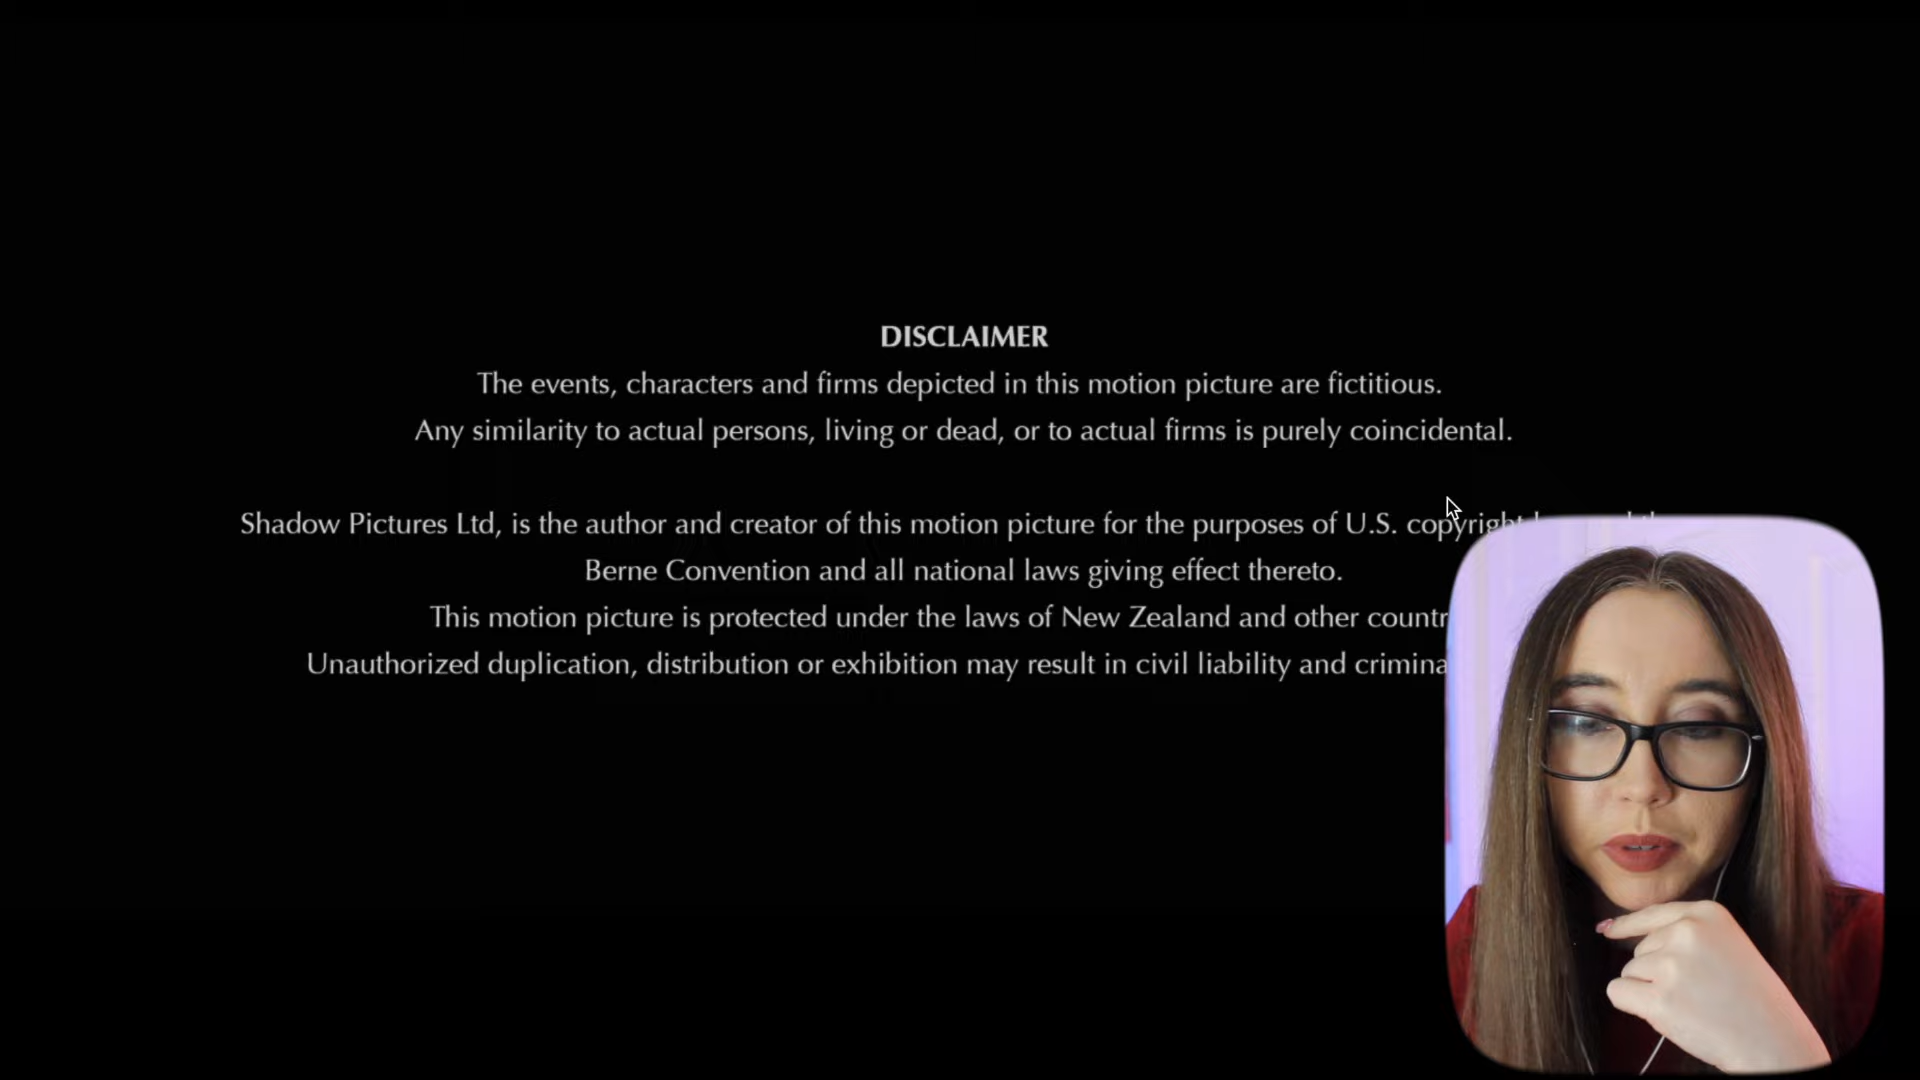 DISCLAIMER
The events, characters and firms depicted in this motion picture are fictitious.
Any similarity to actual persons, living or dead, or to actual firms is purely coincidental.
Shadow Pictures Ltd, is the author and creator of this motion picture for the purposes of U.S. copyright
Berne Convention and all national laws giving effect thereto.
This motion picture is protected under the laws of New Zealand and other
Unauthorized duplication, distribution or exhibition may result in civil liability and